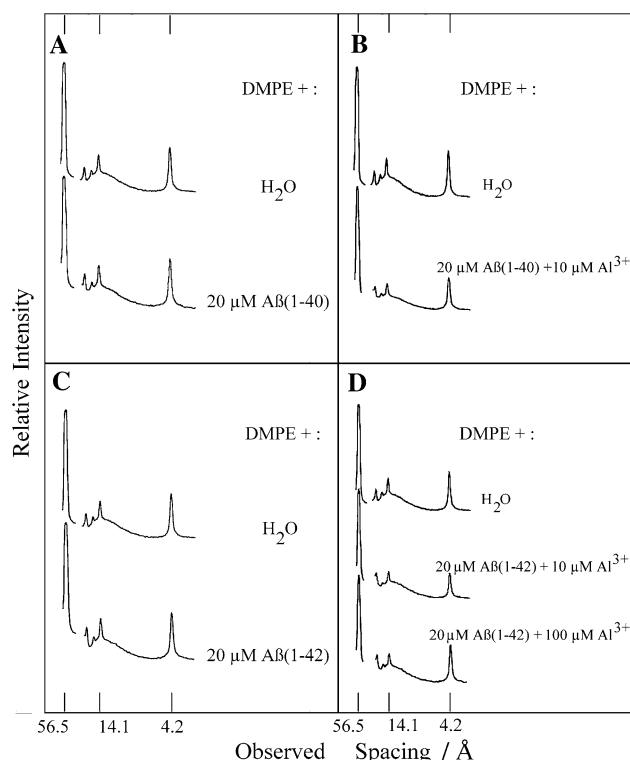 A
DMPE + :
H2O
20 µM Aß(1-40)
B
DMPE + :
H2O
20 µM Aß(1-40) +10 µM Al3+
C
DMPE + :
H2O
20 µM Aß(1-42)
D
DMPE + :
H2O
20 µM Aß(1-42) + 10 µM Al3+
20 µM Aß(1-42) + 100 µM Al3+
Relative Intensity
56.5 14.1 4.2 56.5 14.1 4.2
Observed Spacing / Å